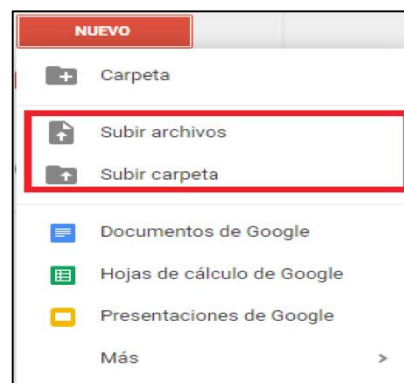 NUEVO
Carpeta
Subir archivos
Subir carpeta
Documentos de Google
Hojas de cálculo de Google
Presentaciones de Google
Más >